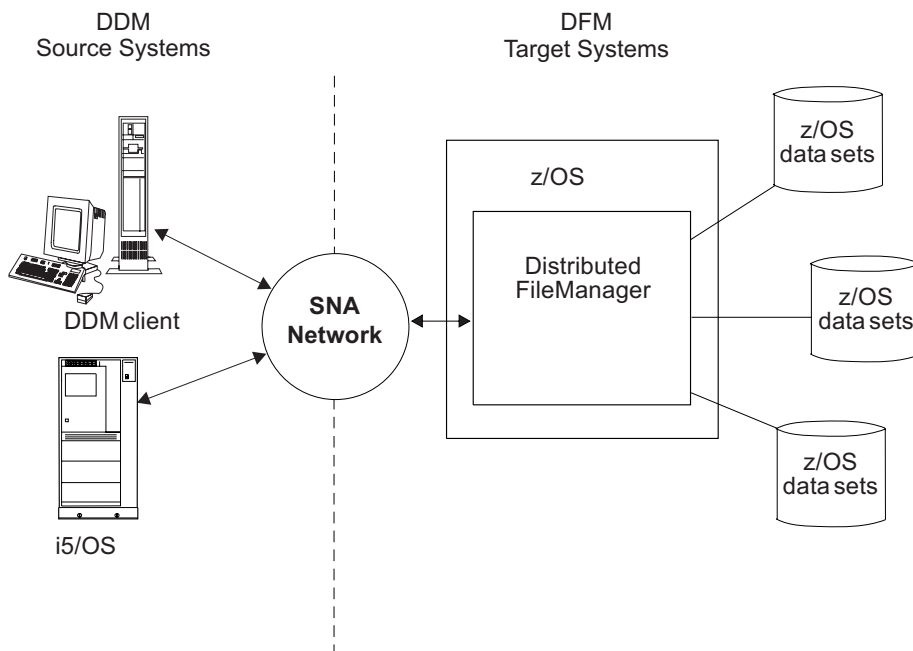 DDM
Source Systems
DFM
Target Systems
z/OS
data sets
z/OS
Distributed
FileManager
DDM client
SNA
Network
z/OS
data sets
z/OS
data sets
i5/OS